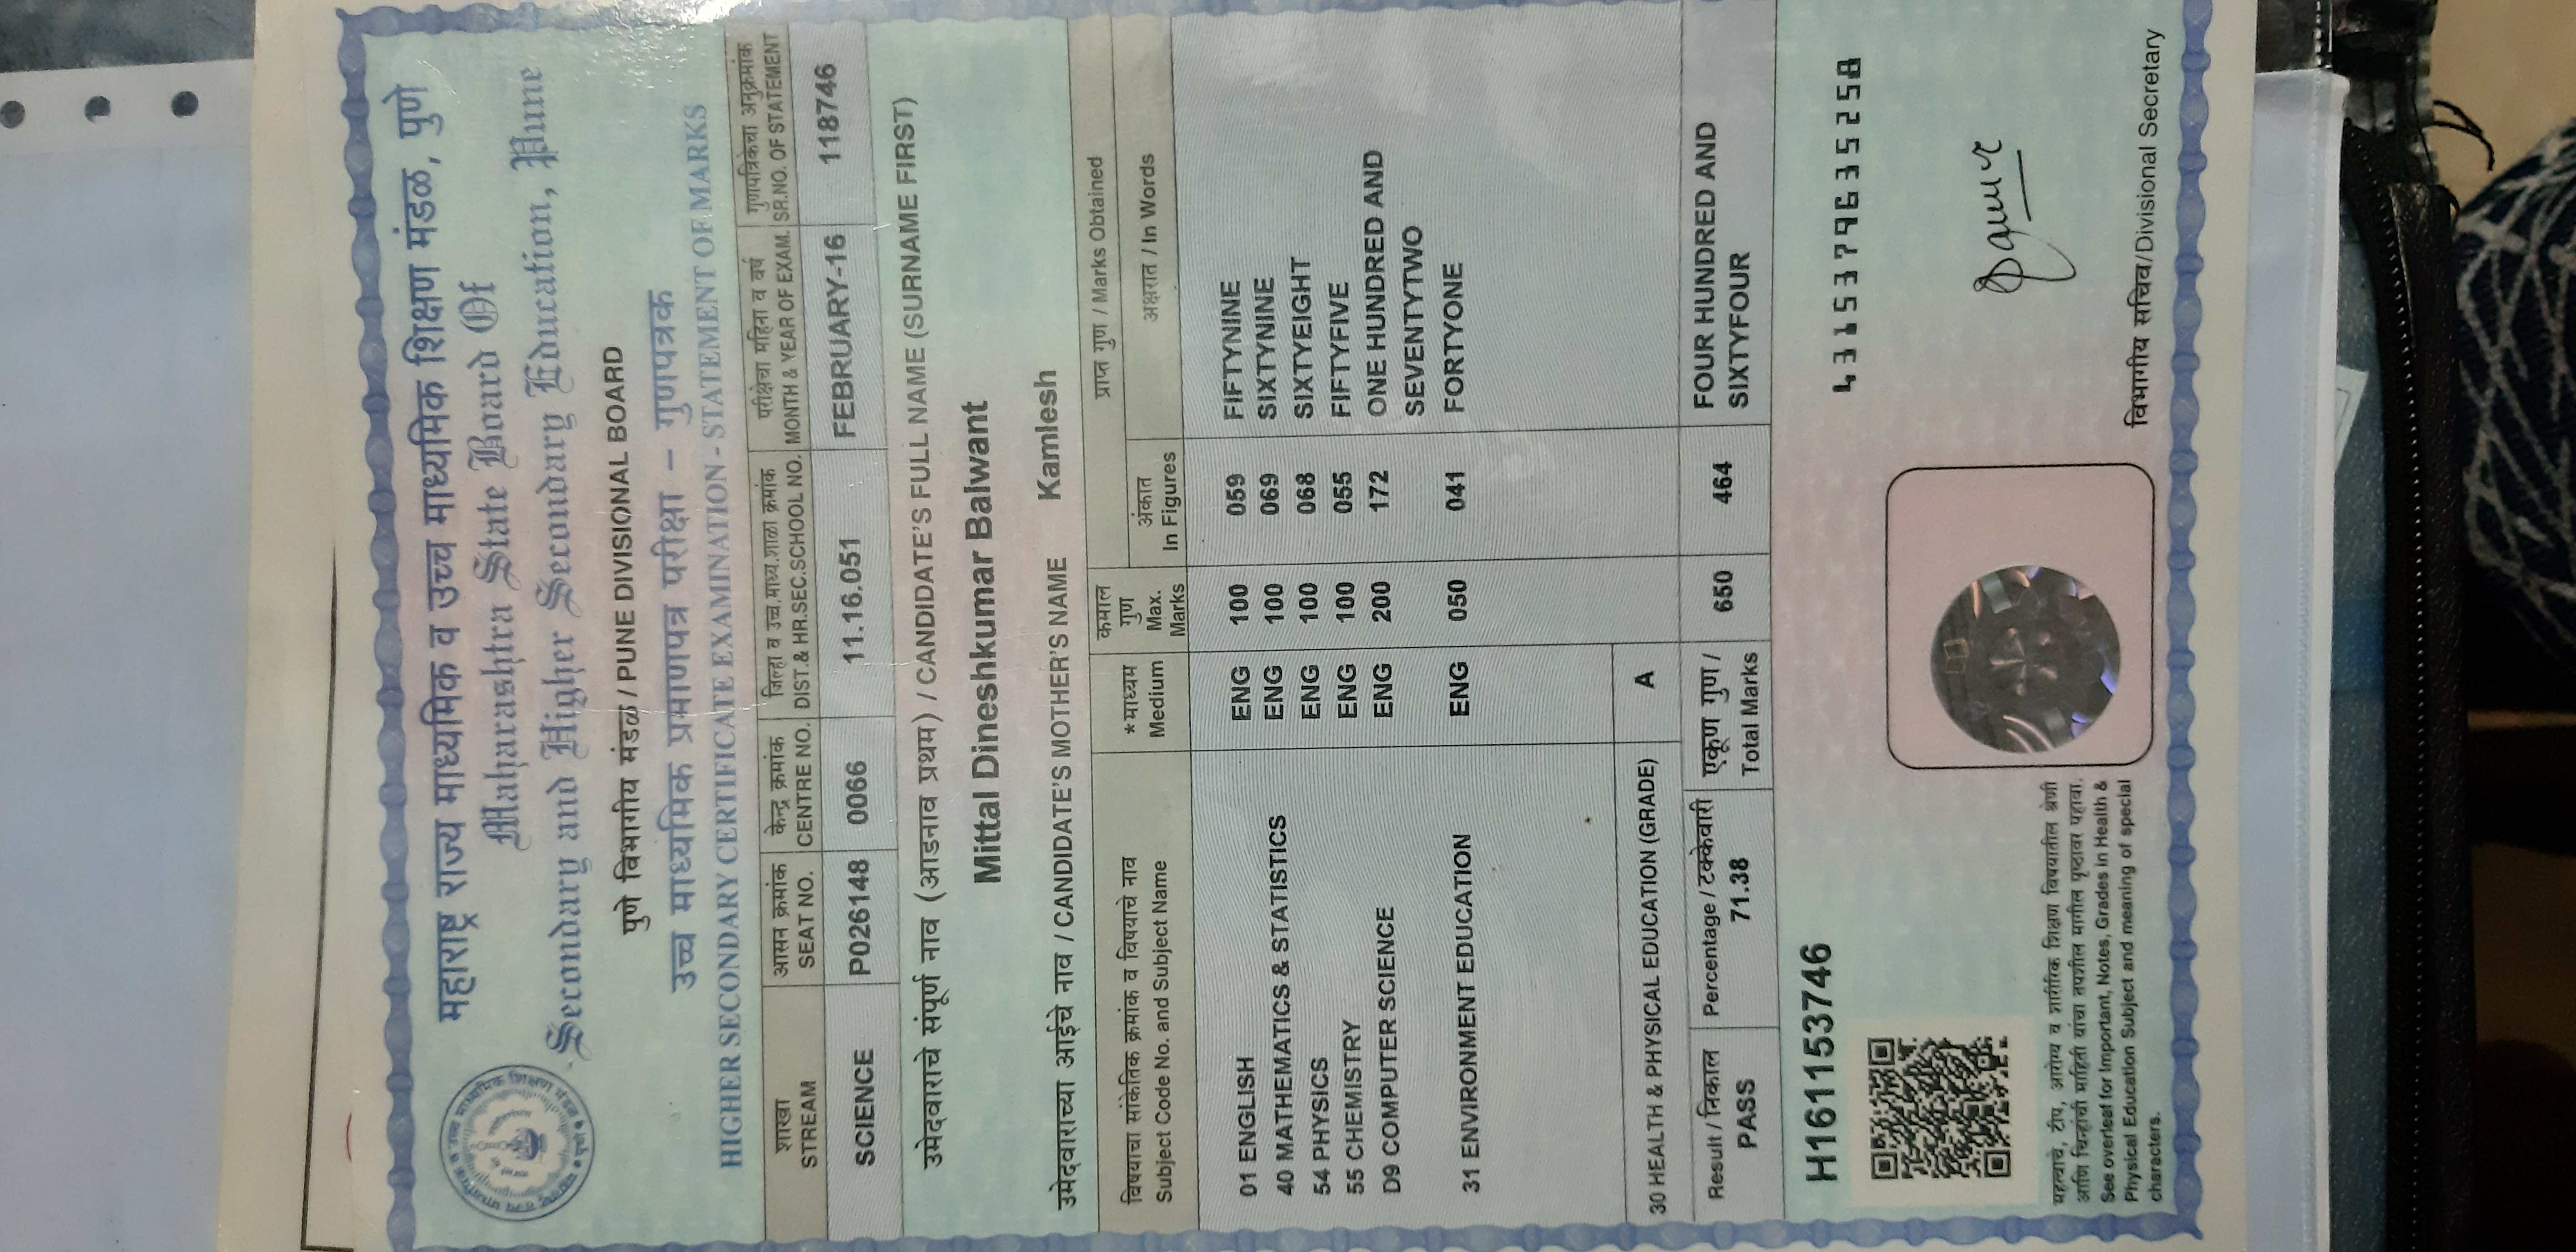 महाराष्ट्र राज्य माध्यमिक व उच्च माध्यमिक शिक्षण मंडळ, पुणे
Maharashtra State Board Of
Secondary and Higher Secondary Education, Pune
पुणे विभागीय मंडळ / PUNE DIVISIONAL BOARD
उच्च माध्यमिक प्रमाणपत्र परीक्षा – गुणपत्रक
HIGHER SECONDARY CERTIFICATE EXAMINATION - STATEMENT OF MARKS
शाखा आसन क्रमांक केन्द्र क्रमांक जिल्हा व उच्च.माध्य.शाळा क्रमांक परीक्षेचा महिना व वर्ष गुणपत्रिकेचा अनुक्रमांक
STREAM SEAT NO. CENTRE NO. DIST.& HR.SEC.SCHOOL NO. MONTH & YEAR OF EXAM. SR.NO. OF STATEMENT
SCIENCE P026148 0066 11.16.051 FEBRUARY-16 118746
उमेदवाराचे संपूर्ण नाव (आडनाव प्रथम) / CANDIDATE'S FULL NAME (SURNAME FIRST)
Mittal Dineshkumar Balwant
उमेदवाराच्या आईचे नाव / CANDIDATE'S MOTHER'S NAME Kamlesh
विषयाचा सांकेतिक क्रमांक व विषयाचे नाव
Subject Code No. and Subject Name
*माध्यम
Medium
कमाल
गुण
Max.
Marks
प्राप्त गुण / Marks Obtained
अंकात
In Figures
अक्षरात / In Words
01 ENGLISH ENG 100 059 FIFTYNINE
40 MATHEMATICS & STATISTICS ENG 100 069 SIXTYNINE
54 PHYSICS ENG 100 068 SIXTYEIGHT
55 CHEMISTRY ENG 100 055 FIFTYFIVE
D9 COMPUTER SCIENCE ENG 200 172 ONE HUNDRED AND
SEVENTYTWO
31 ENVIRONMENT EDUCATION ENG 050 041 FORTYONE
30 HEALTH & PHYSICAL EDUCATION (GRADE) A
Result / निकाल
PASS
Percentage / टक्केवारी
71.38
एकूण गुण /
Total Marks
650 464
FOUR HUNDRED AND
SIXTYFOUR
H161153746
4315379635258
महत्वाचे, टीप, आरोग्य व शारीरिक शिक्षण विषयातील श्रेणी
आणि चिन्हांची माहिती यांचा तपशील मागील पृष्ठावर पहावा.
See overleaf for Important, Notes, Grades in Health &
Physical Education Subject and meaning of special
characters.
विभागीय सचिव/Divisional Secretary